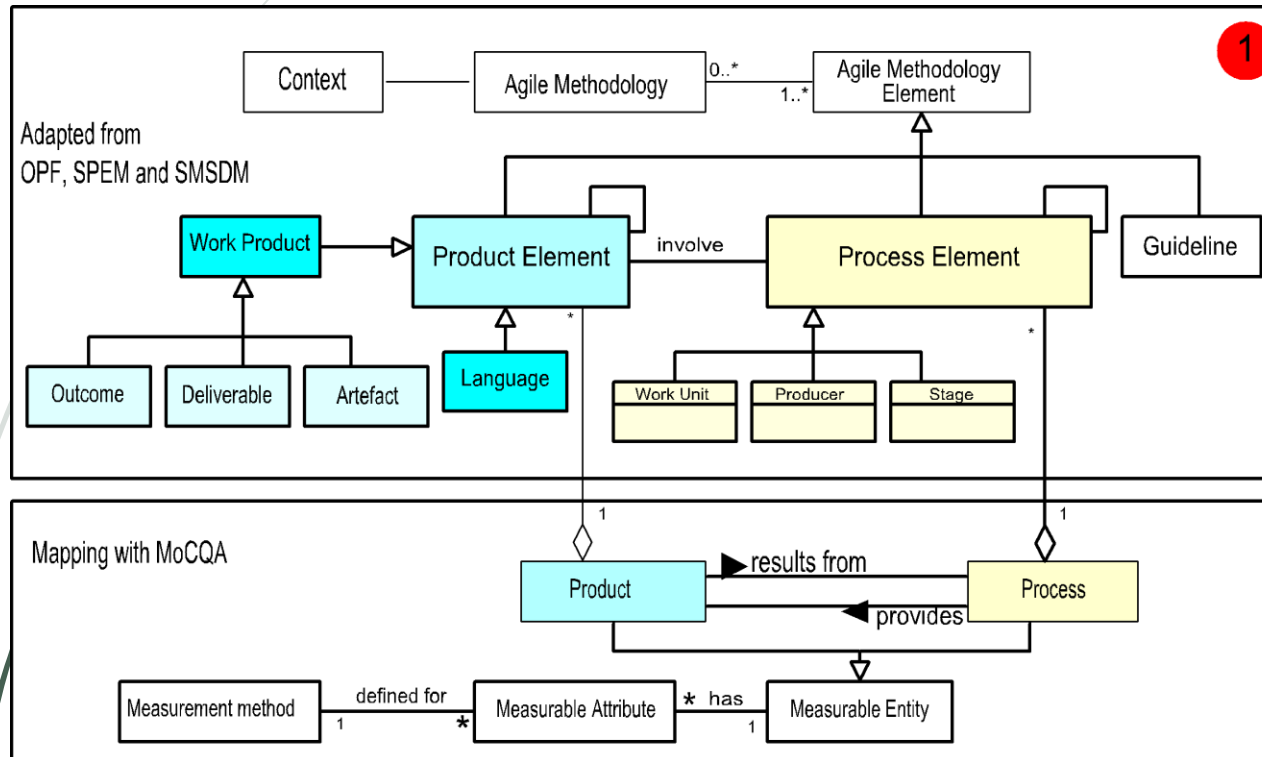 1
Context
Agile Methodology
0..*
1..*
Agile Methodology
Element
Adapted from
OPF, SPEM and SMSDM
Work Product
Product Element
involve
Process Element
Guideline
*
*
Outcome
Deliverable
Artefact
Language
Work Unit
Producer
Stage
1
1
Mapping with MoCQA
Product
results from
provides
Process
Measurement method
defined for
1
*
Measurable Attribute
*
has
1
Measurable Entity